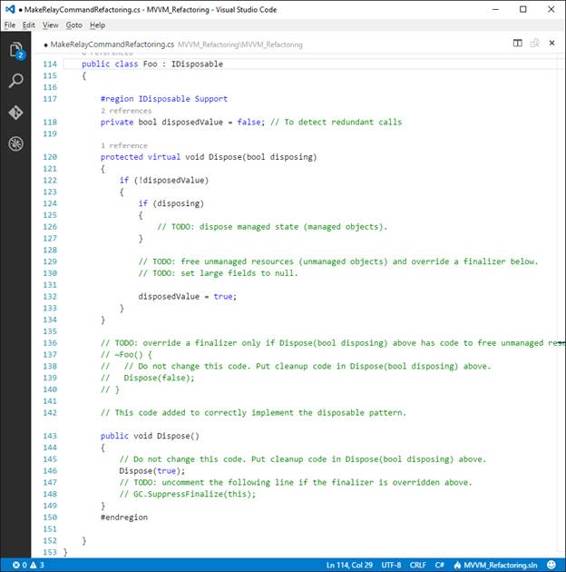 MakeRelayCommandRefactoring.cs - MVVM_Refactoring - Visual Studio Code
File Edit View Goto Help
MakeRelayCommandRefactoring.cs MVVM_Refactoring\MVVM_Refactoring
2
114 public class Foo : IDisposable
115 {
116
117 #region IDisposable Support
2 references
118 private bool disposedValue = false; // To detect redundant calls
119
1 reference
120 protected virtual void Dispose(bool disposing)
121 {
122 if (!disposedValue)
123 {
124 if (disposing)
125 {
126 // TODO: dispose managed state (managed objects).
127 }
128
129 // TODO: free unmanaged resources (unmanaged objects) and override a finalizer below.
130 // TODO: set large fields to null.
131
132 disposedValue = true;
133 }
134 }
135
136 // TODO: override a finalizer only if Dispose(bool disposing) above has code to free unmanaged res
137 // ~Foo() {
138 // // Do not change this code. Put cleanup code in Dispose(bool disposing) above.
139 // Dispose(false);
140 // }
141
142 // This code added to correctly implement the disposable pattern.
143 public void Dispose()
144 {
145 // Do not change this code. Put cleanup code in Dispose(bool disposing) above.
146 Dispose(true);
147 // TODO: uncomment the following line if the finalizer is overridden above.
148 // GC.SuppressFinalize(this);
149 }
150 #endregion
151
152 }
153 }
0 3 Ln 114, Col 29 UTF-8 CRLF C# MVVM_Refactoring.sln